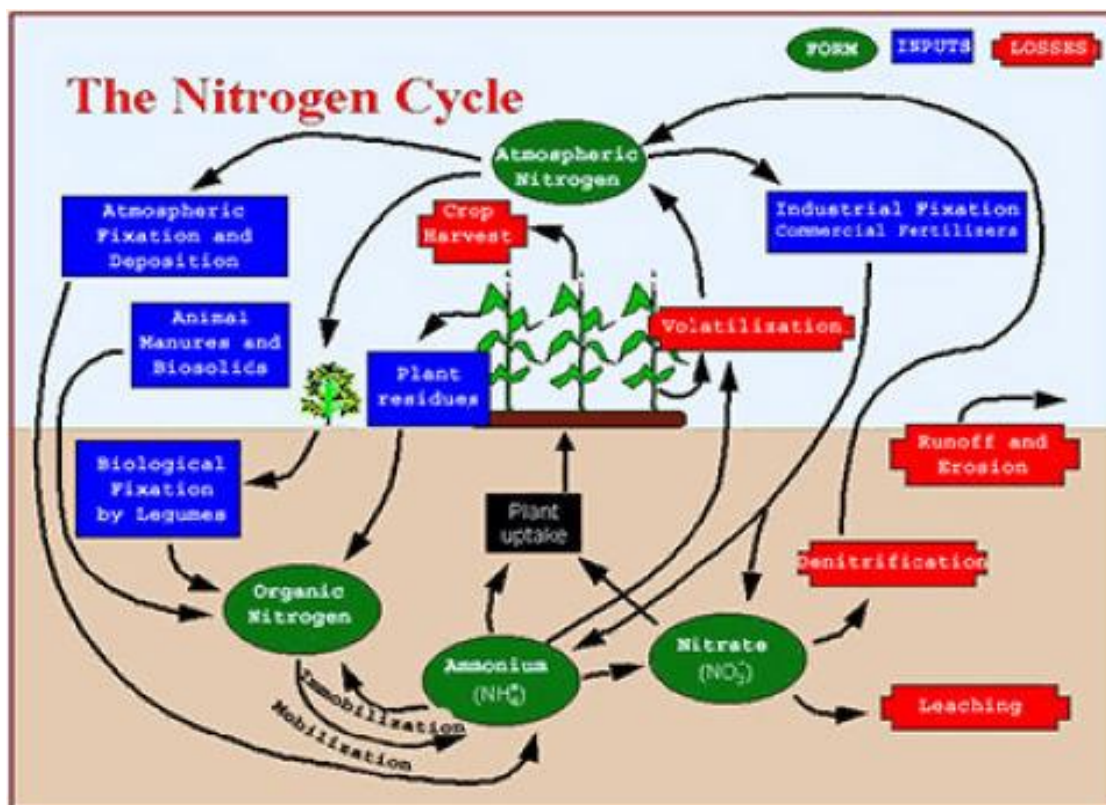 FORM
INPUTS
LOSSES
The Nitrogen Cycle
Atmospheric
Nitrogen
Atmospheric
Fixation and
Deposition
Crop
Harvest
Industrial Fixation
Commercial Fertilizers
Animal
Manures and
Biosolics
Volatilization
Plant
residues
Runoff and
Erosion
Biological
Fixation
by Legumes
Plant
uptake
Denitrification
Organic
Nitrogen
Ammonium
(NH₄⁺)
Nitrate
(NO₃⁻)
Immobilization
Mobilization
Leaching